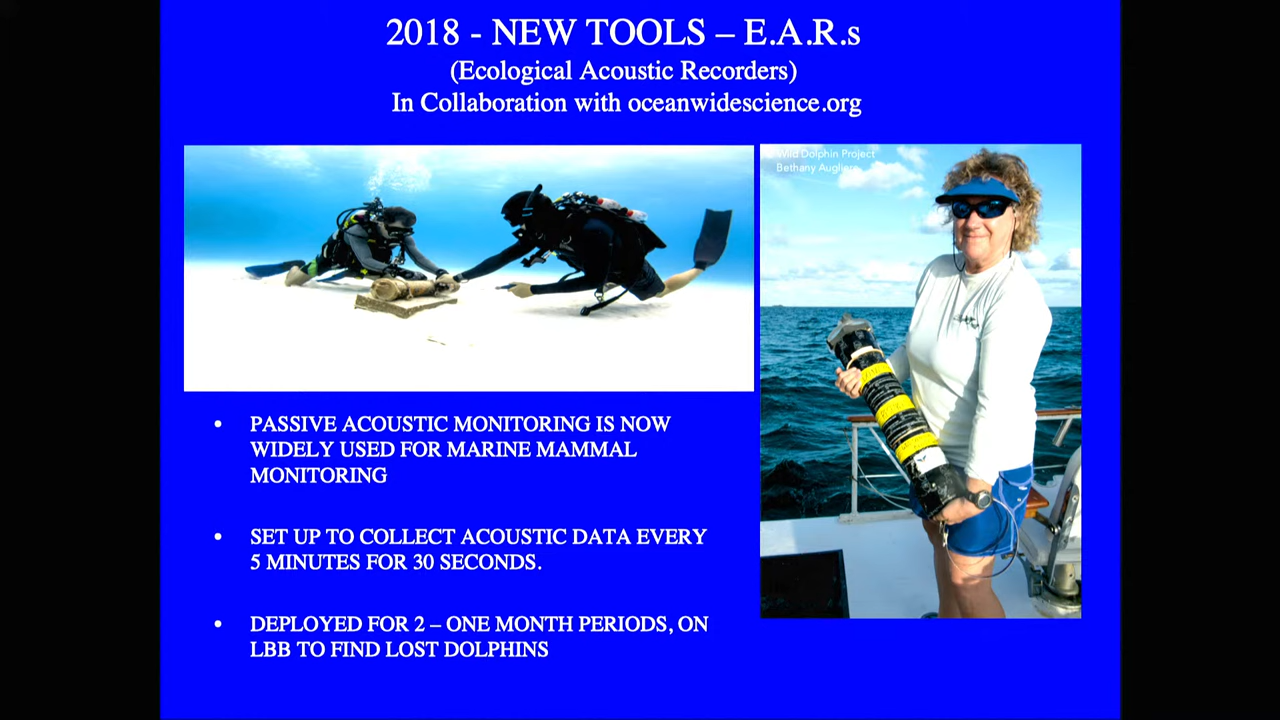 2018 - NEW TOOLS – E.A.R.s
(Ecological Acoustic Recorders)
In Collaboration with oceanwidescience.org
Wild Dolphin Project
Bethany Augliere
• PASSIVE ACOUSTIC MONITORING IS NOW
WIDELY USED FOR MARINE MAMMAL
MONITORING
• SET UP TO COLLECT ACOUSTIC DATA EVERY
5 MINUTES FOR 30 SECONDS.
• DEPLOYED FOR 2 – ONE MONTH PERIODS, ON
LBB TO FIND LOST DOLPHINS